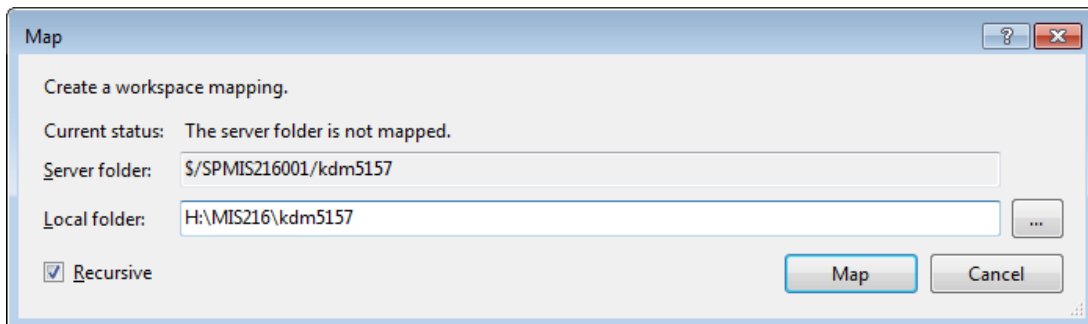 Map
Create a workspace mapping.
Current status: The server folder is not mapped.
Server folder: $/SPMIS216001/kdm5157
Local folder: H:\MIS216\kdm5157
...
Recursive
Map Cancel